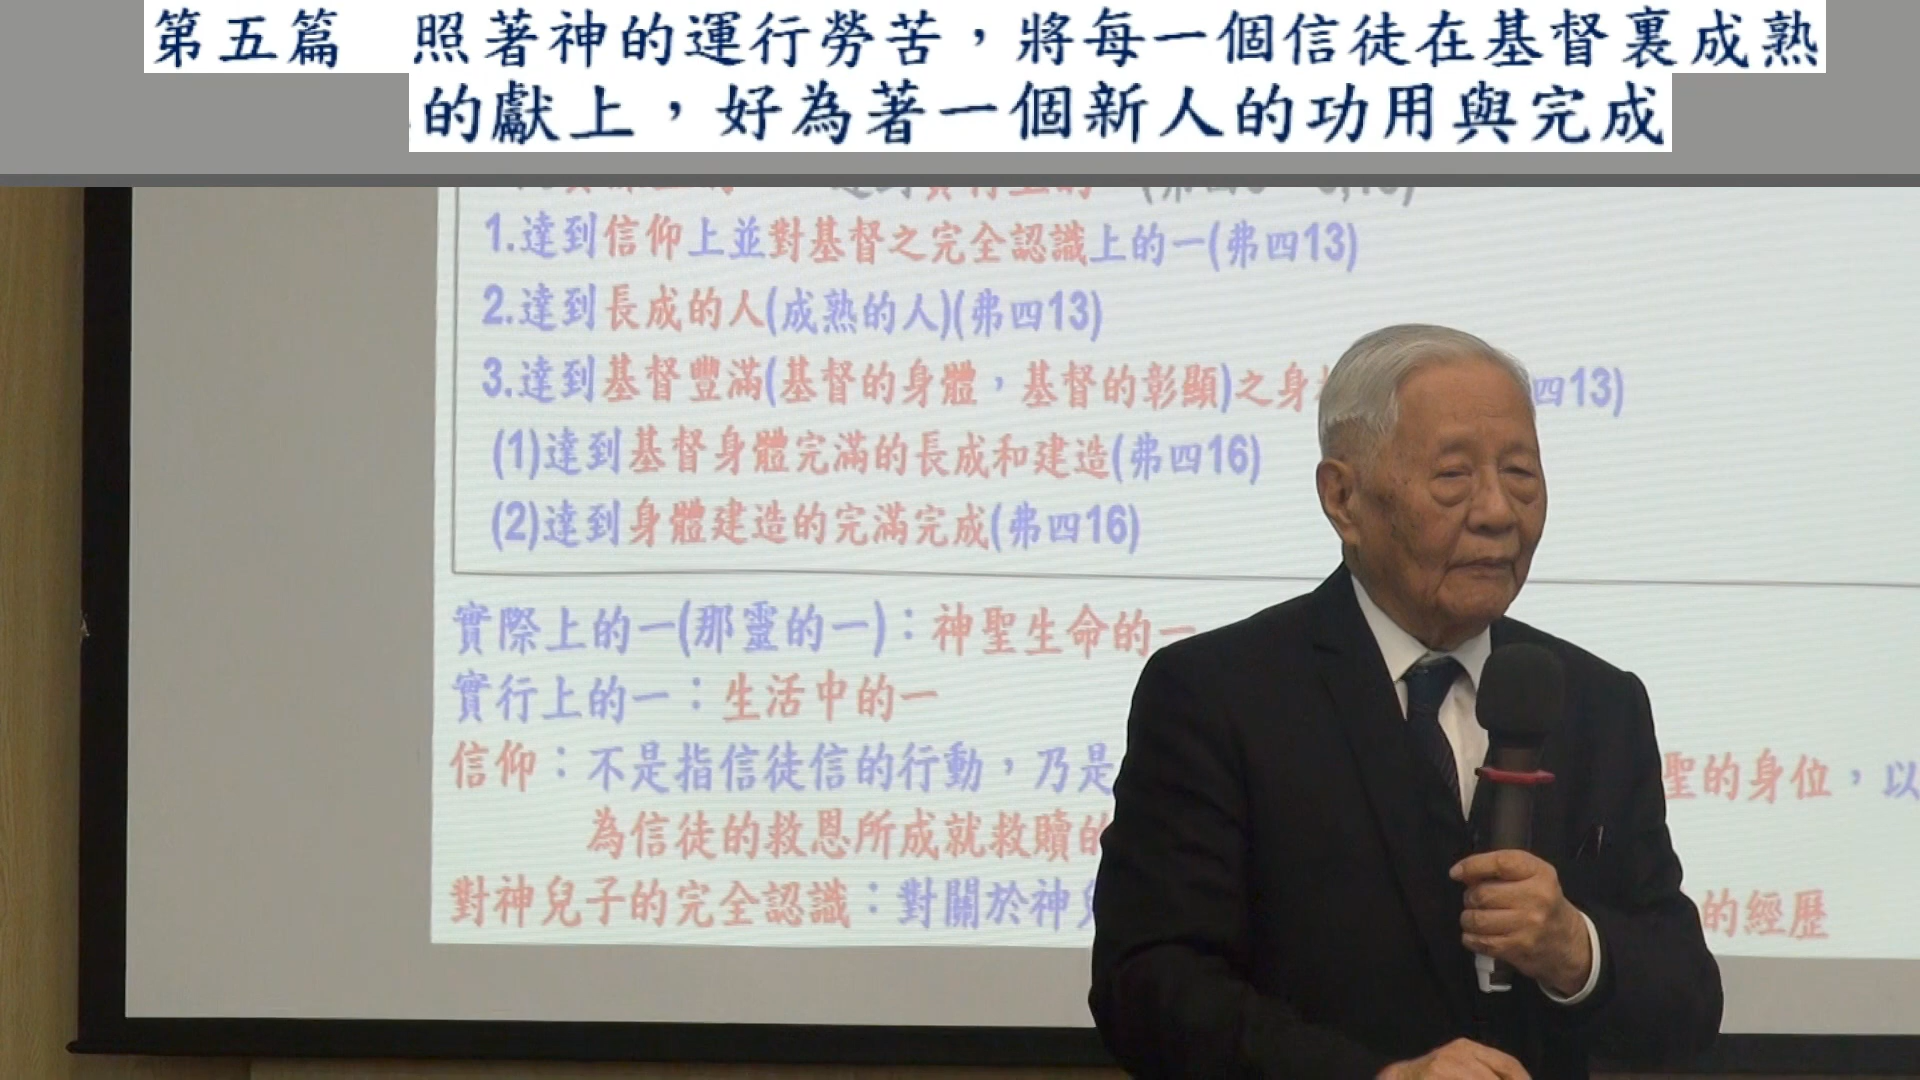 第五篇　照著神的運行勞苦，將每一個信徒在基督裏成熟
的獻上，好為著一個新人的功用與完成
1.達到信仰上並對基督之完全認識上的一(弗四13)
2.達到長成的人(成熟的人)(弗四13)
3.達到基督豐滿(基督的身體，基督的彰顯)之身 四13)
(1)達到基督身體完滿的長成和建造(弗四16)
(2)達到身體建造的完滿完成(弗四16)
實際上的一(那靈的一)：神聖生命的一
實行上的一：生活中的一
信仰：不是指信徒信的行動，乃是 聖的身位，以
為信徒的救恩所成就救贖的
對神兒子的完全認識：對關於神 的經歷